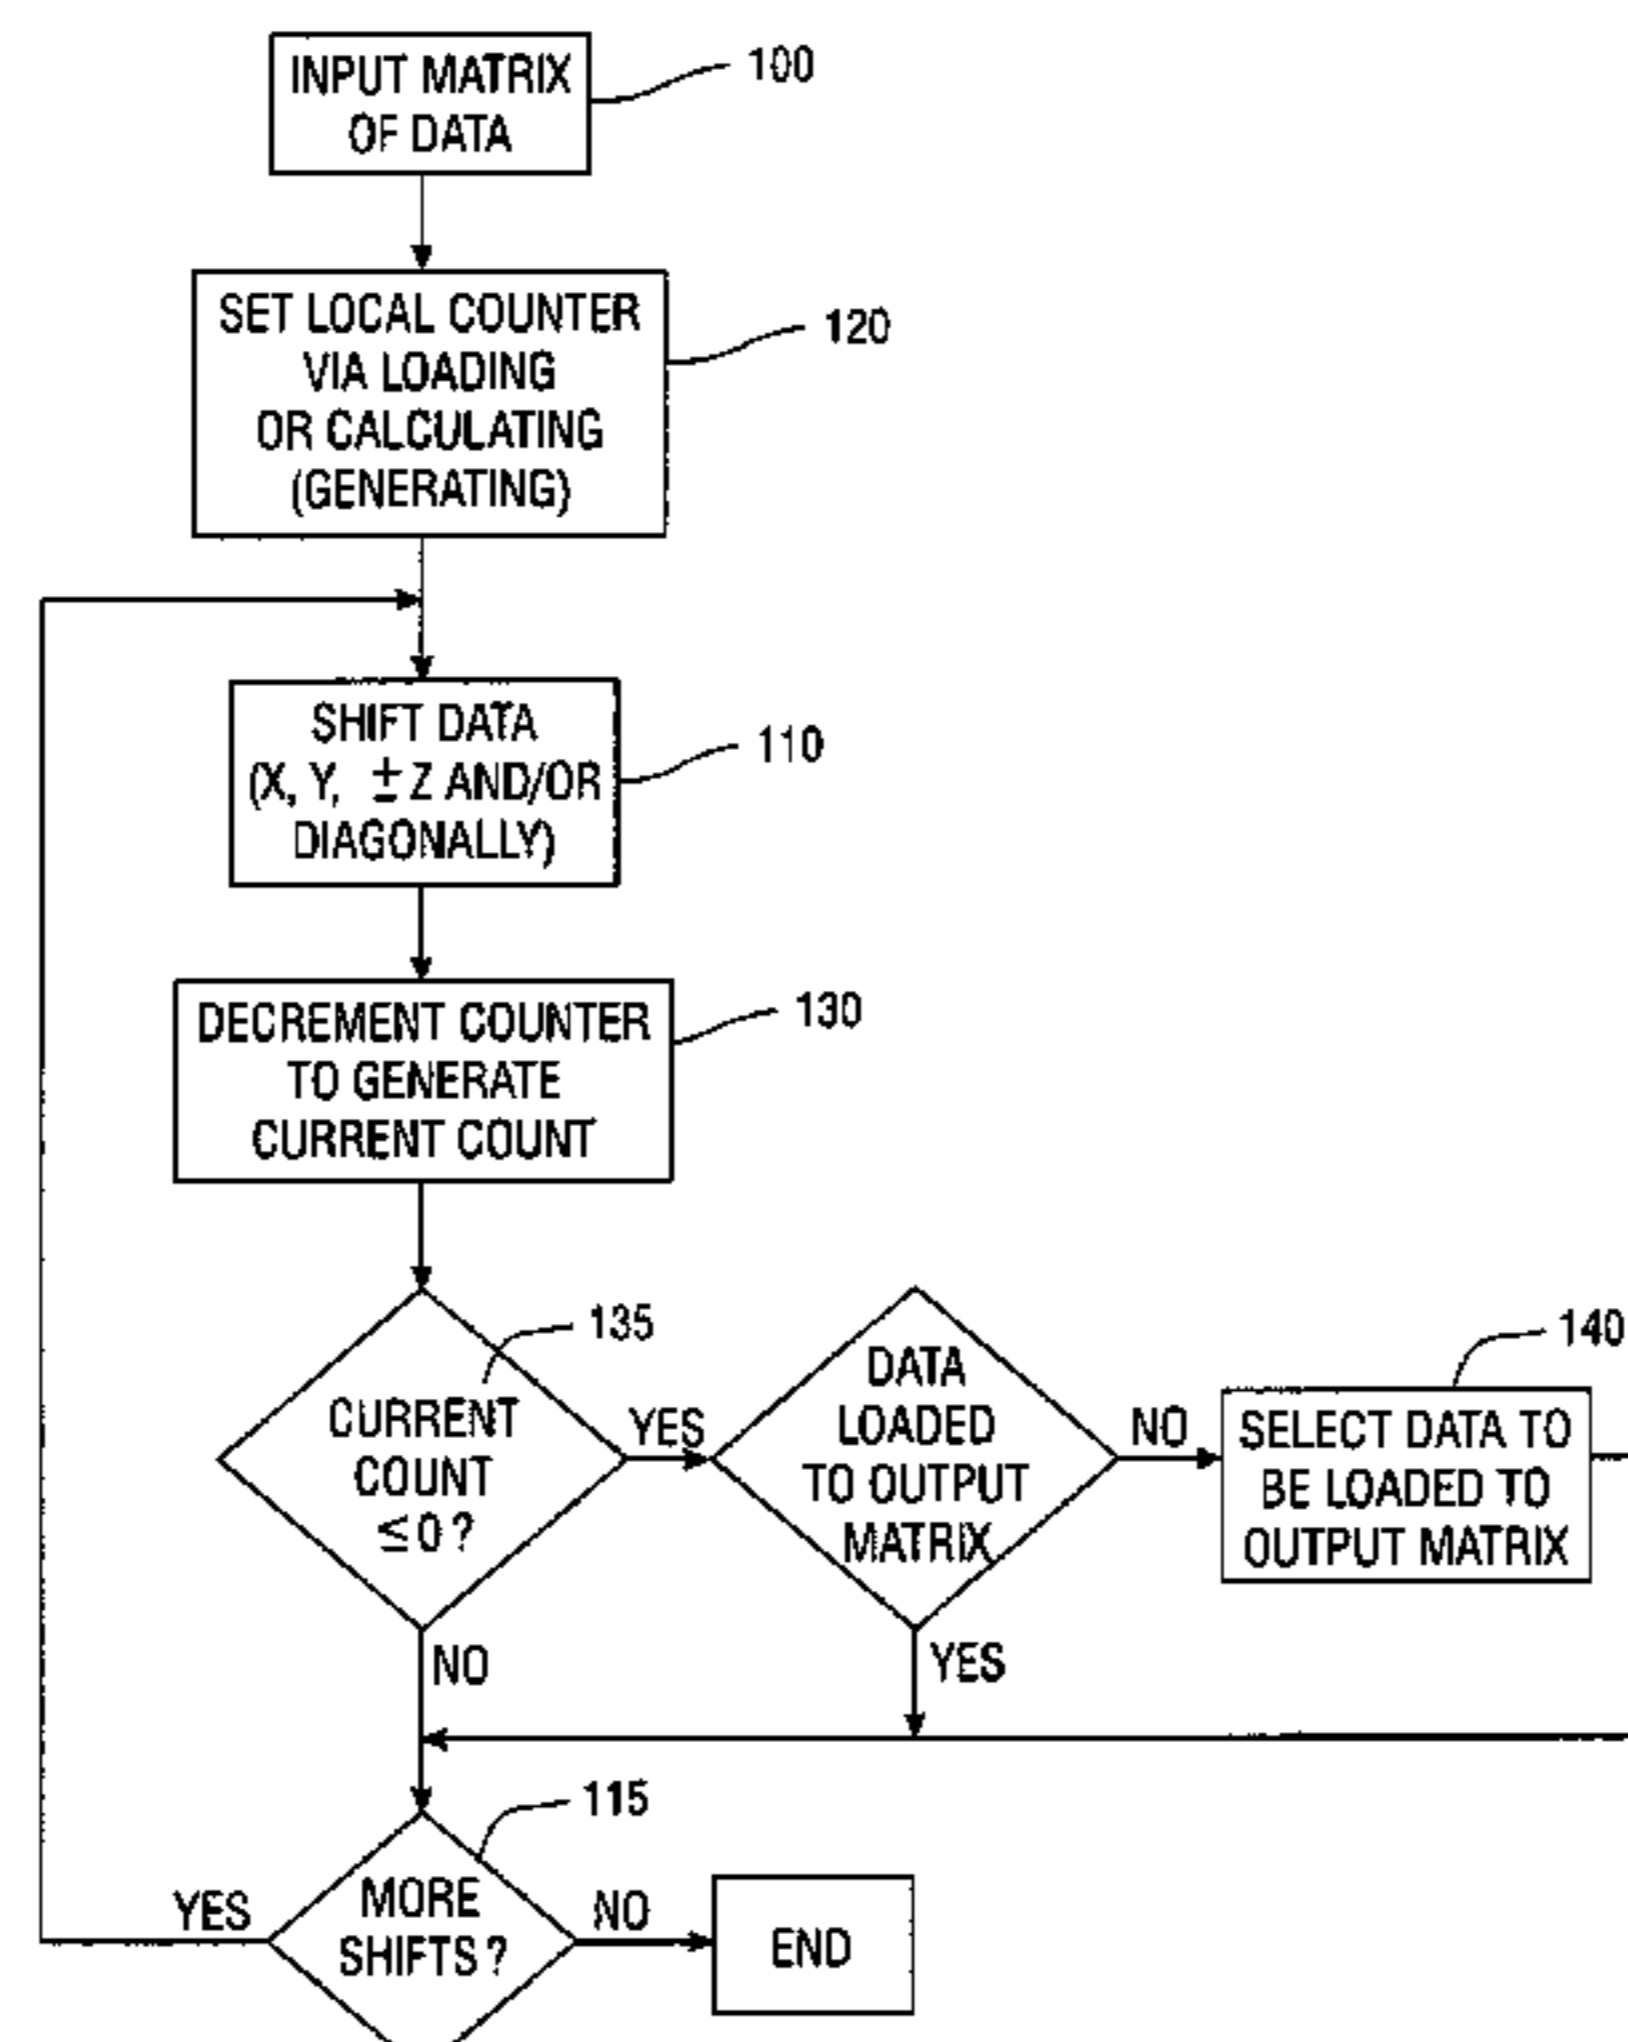 INPUT MATRIX
OF DATA
100
SET LOCAL COUNTER
VIA LOADING
OR CALCULATING
(GENERATING)
120
SHIFT DATA
(X, Y, ±Z AND/OR
DIAGONALLY)
110
DECREMENT COUNTER
TO GENERATE
CURRENT COUNT
130
135
CURRENT
COUNT
≤0?
YES
NO
DATA
LOADED
TO OUTPUT
MATRIX
NO
YES
140
SELECT DATA TO
BE LOADED TO
OUTPUT MATRIX
115
MORE
SHIFTS?
YES
NO
END